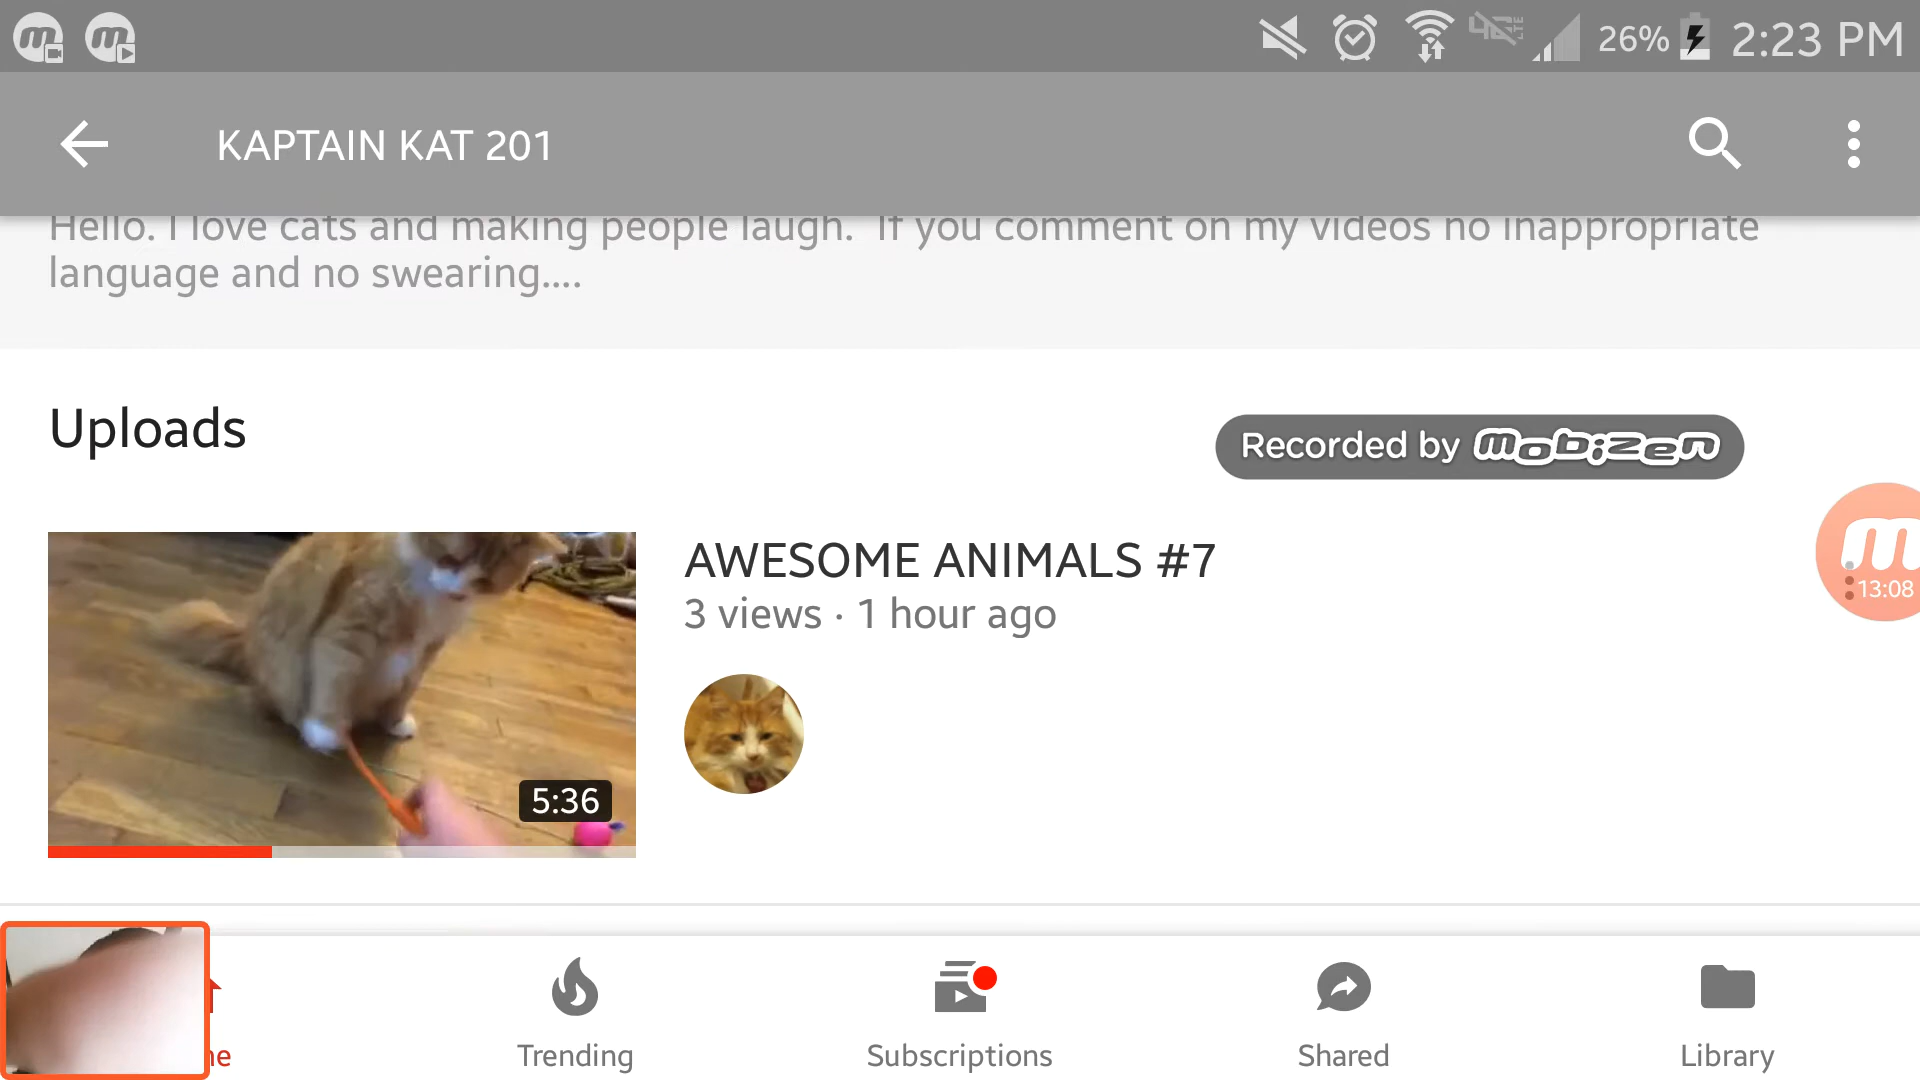 26% 2:23 PM
KAPTAIN KAT 201
Hello. I love cats and making people laugh. If you comment on my videos no inappropriate
language and no swearing....
Uploads
Recorded by mobizen
AWESOME ANIMALS #7
3 views · 1 hour ago
13:08
5:36
Trending
Subscriptions
Shared
Library